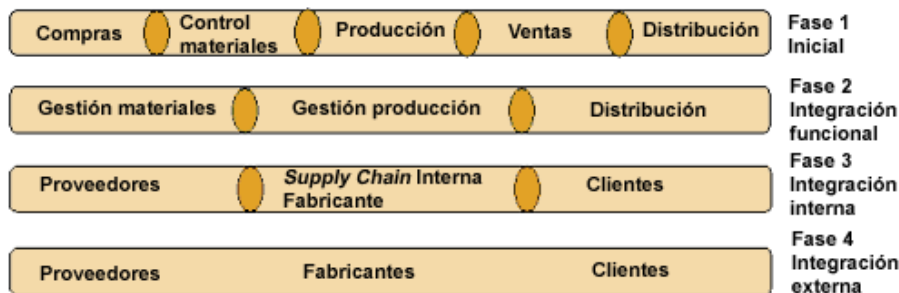 Compras
Control
materiales
Producción
Ventas
Distribución
Fase 1
Inicial
Gestión materiales
Gestión producción
Distribución
Fase 2
Integración
funcional
Proveedores
Supply Chain Interna
Fabricante
Clientes
Fase 3
Integración
interna
Proveedores
Fabricantes
Clientes
Fase 4
Integración
externa